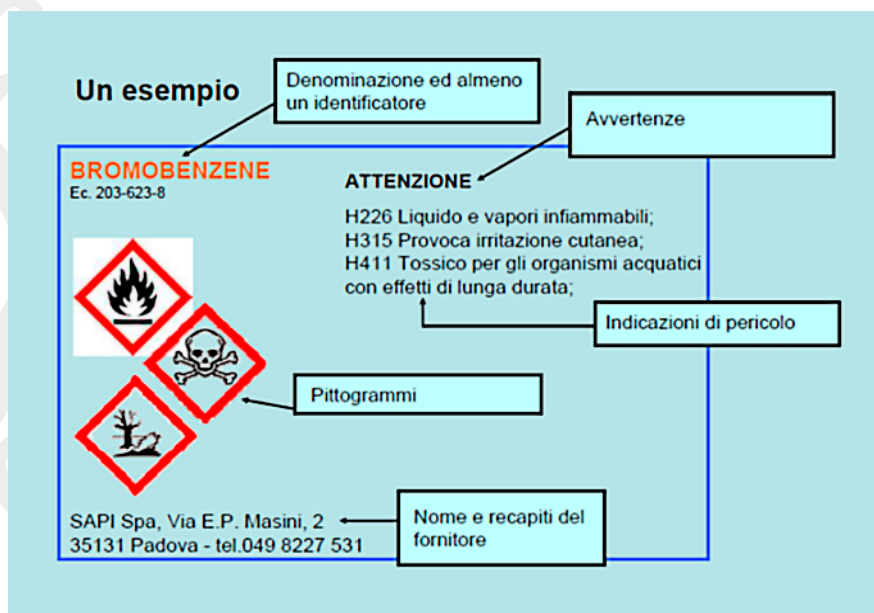 Un esempio
Denominazione ed almeno
un identificatore
Avvertenze
BROMOBENZENE
Ec. 203-623-8
ATTENZIONE
H226 Liquido e vapori infiammabili;
H315 Provoca irritazione cutanea;
H411 Tossico per gli organismi acquatici
con effetti di lunga durata;
Indicazioni di pericolo
Pittogrammi
SAPI Spa, Via E.P. Masini, 2
35131 Padova - tel.049 8227 531
Nome e recapiti del
fornitore